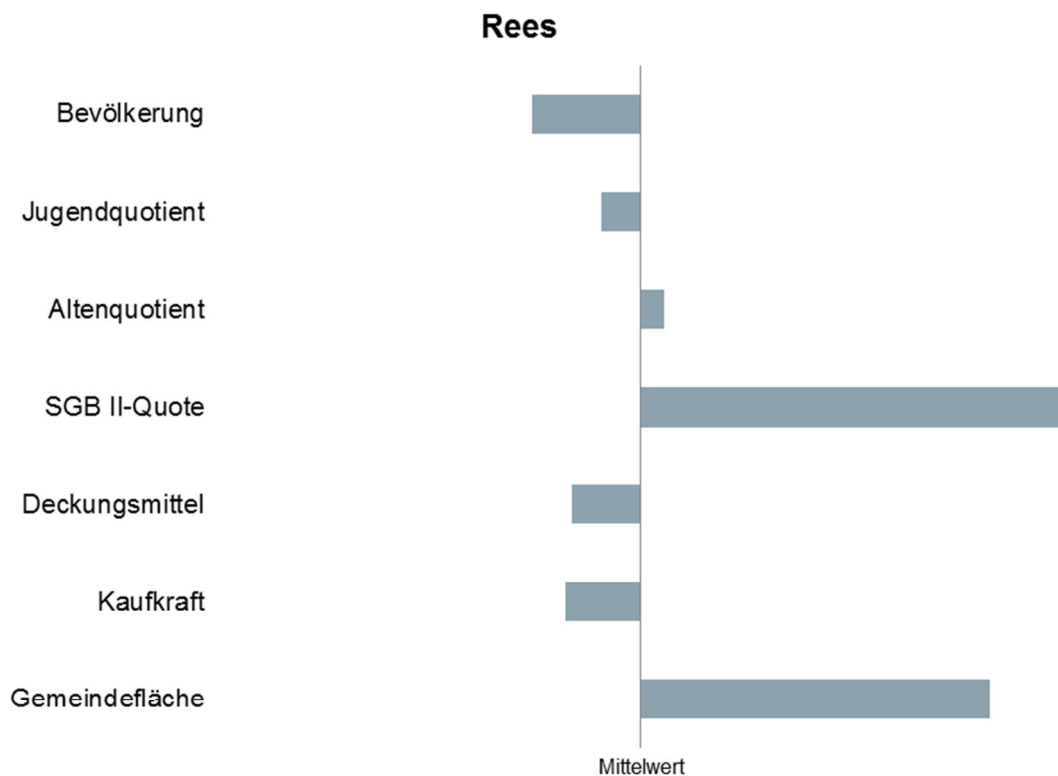 Rees
Bevölkerung
Jugendquotient
Altenquotient
SGB II-Quote
Deckungsmittel
Kaufkraft
Gemeindefläche
Mittelwert